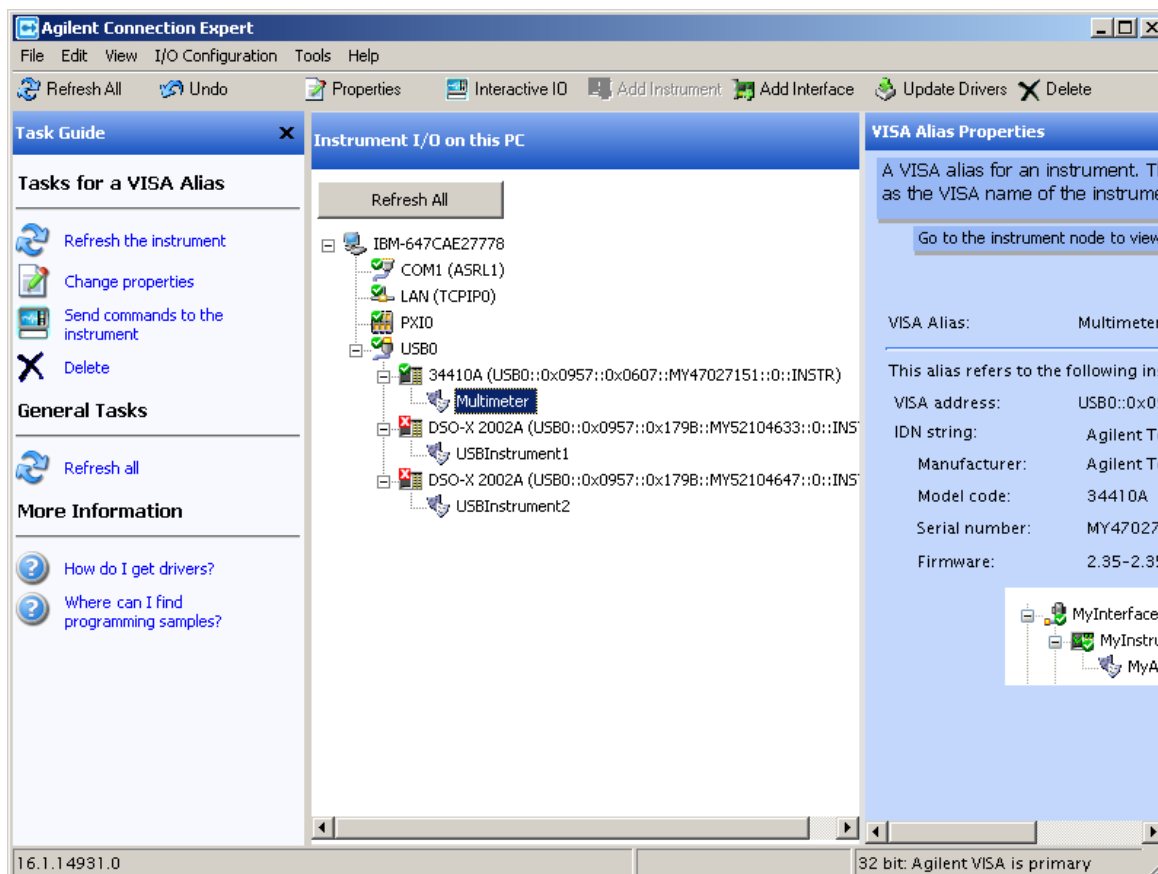 Agilent Connection Expert
File Edit View I/O Configuration Tools Help
Refresh All Undo Properties Interactive IO Add Instrument Add Interface Update Drivers Delete
Task Guide
Tasks for a VISA Alias
Refresh the instrument
Change properties
Send commands to the
instrument
Delete
General Tasks
Refresh all
More Information
How do I get drivers?
Where can I find
programming samples?
Instrument I/O on this PC
Refresh All
IBM-647CAE27778
COM1 (ASRL1)
LAN (TCPIP0)
PXI0
USB0
34410A (USB0::0x0957::0x0607::MY47027151::0::INSTR)
Multimeter
DSO-X 2002A (USB0::0x0957::0x179B::MY52104633::0::INS
USBInstrument1
DSO-X 2002A (USB0::0x0957::0x179B::MY52104647::0::INS
USBInstrument2
VISA Alias Properties
A VISA alias for an instrument. T
as the VISA name of the instrume
Go to the instrument node to view
VISA Alias: Multimeter
This alias refers to the following in
VISA address: USB0::0x0
IDN string: Agilent T
Manufacturer: Agilent T
Model code: 34410A
Serial number: MY47027
Firmware: 2.35-2.35
MyInterface
MyInstru
MyA
16.1.14931.0
32 bit: Agilent VISA is primary